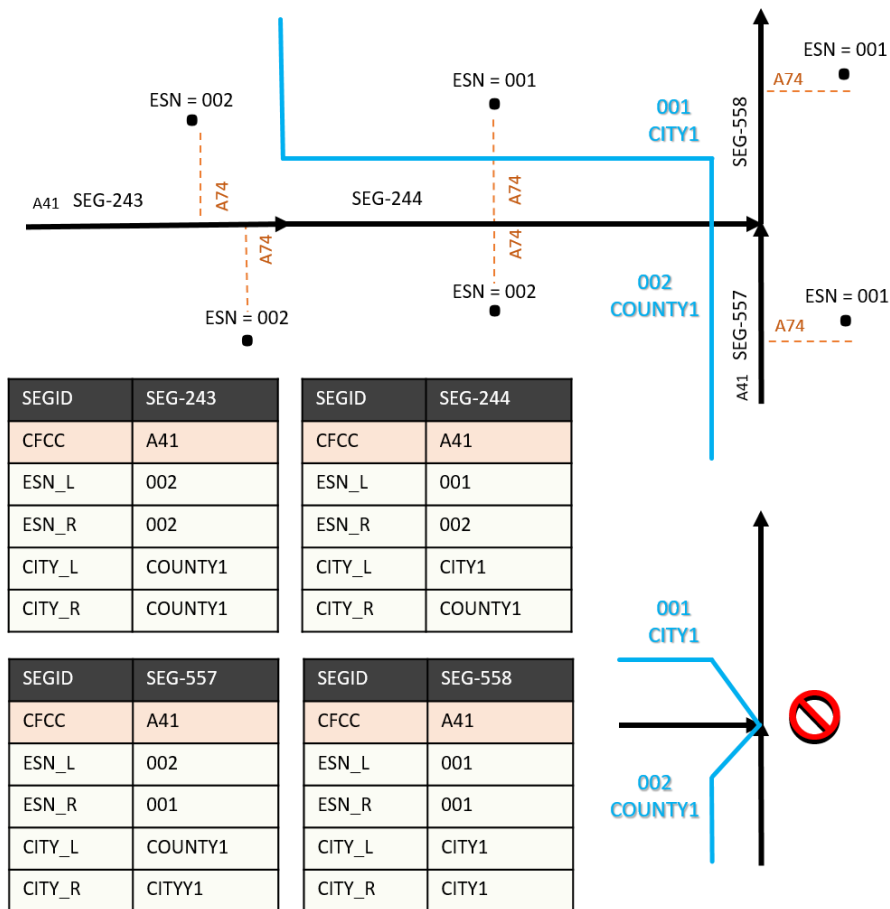 ESN = 002
ESN = 001
001
CITY1
ESN = 001
A74
SEG-558
A41 SEG-243
A74
SEG-244
A74
A74
A74
ESN = 002
ESN = 002
002
COUNTY1
SEG-557
A41
ESN = 001
A74
SEGID SEG-243
CFCC A41
ESN_L 002
ESN_R 002
CITY_L COUNTY1
CITY_R COUNTY1
SEGID SEG-244
CFCC A41
ESN_L 001
ESN_R 002
CITY_L CITY1
CITY_R COUNTY1
SEGID SEG-557
CFCC A41
ESN_L 002
ESN_R 001
CITY_L COUNTY1
CITY_R CITYY1
SEGID SEG-558
CFCC A41
ESN_L 001
ESN_R 001
CITY_L CITY1
CITY_R CITY1
001
CITY1
002
COUNTY1